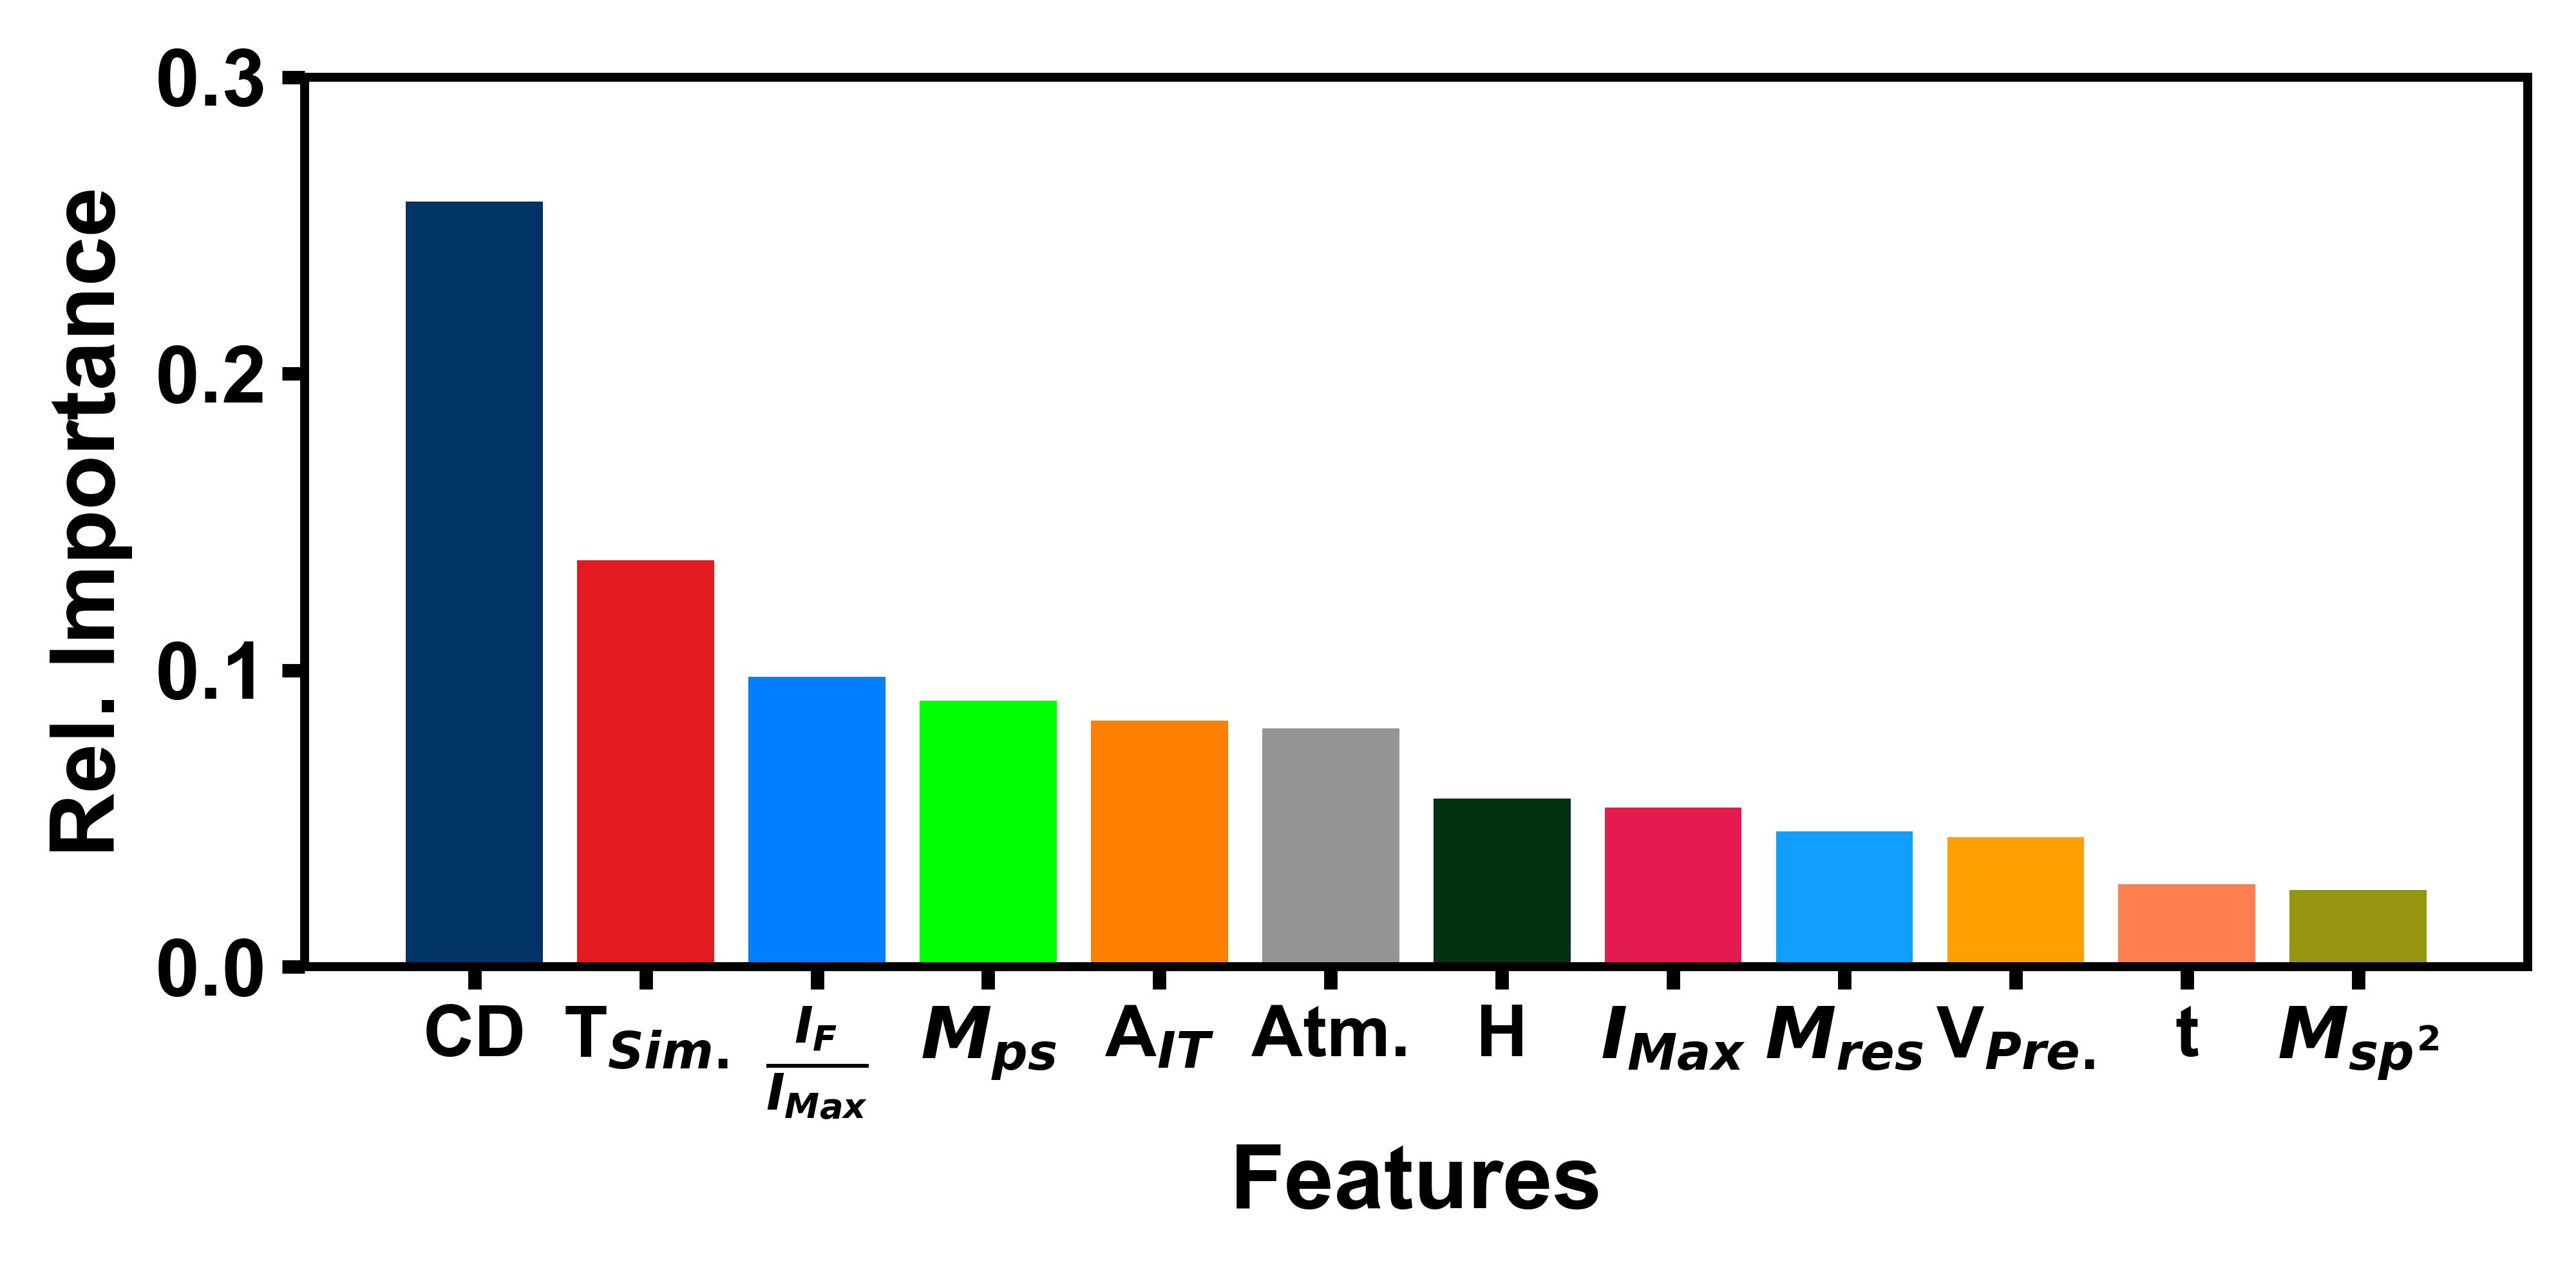 0.3
0.2
0.1
0.0
Rel. Importance
CD T_Sim. I_F/I_Max M_ps A_IT Atm. H I_Max M_res V_Pre. t M_sp²
Features